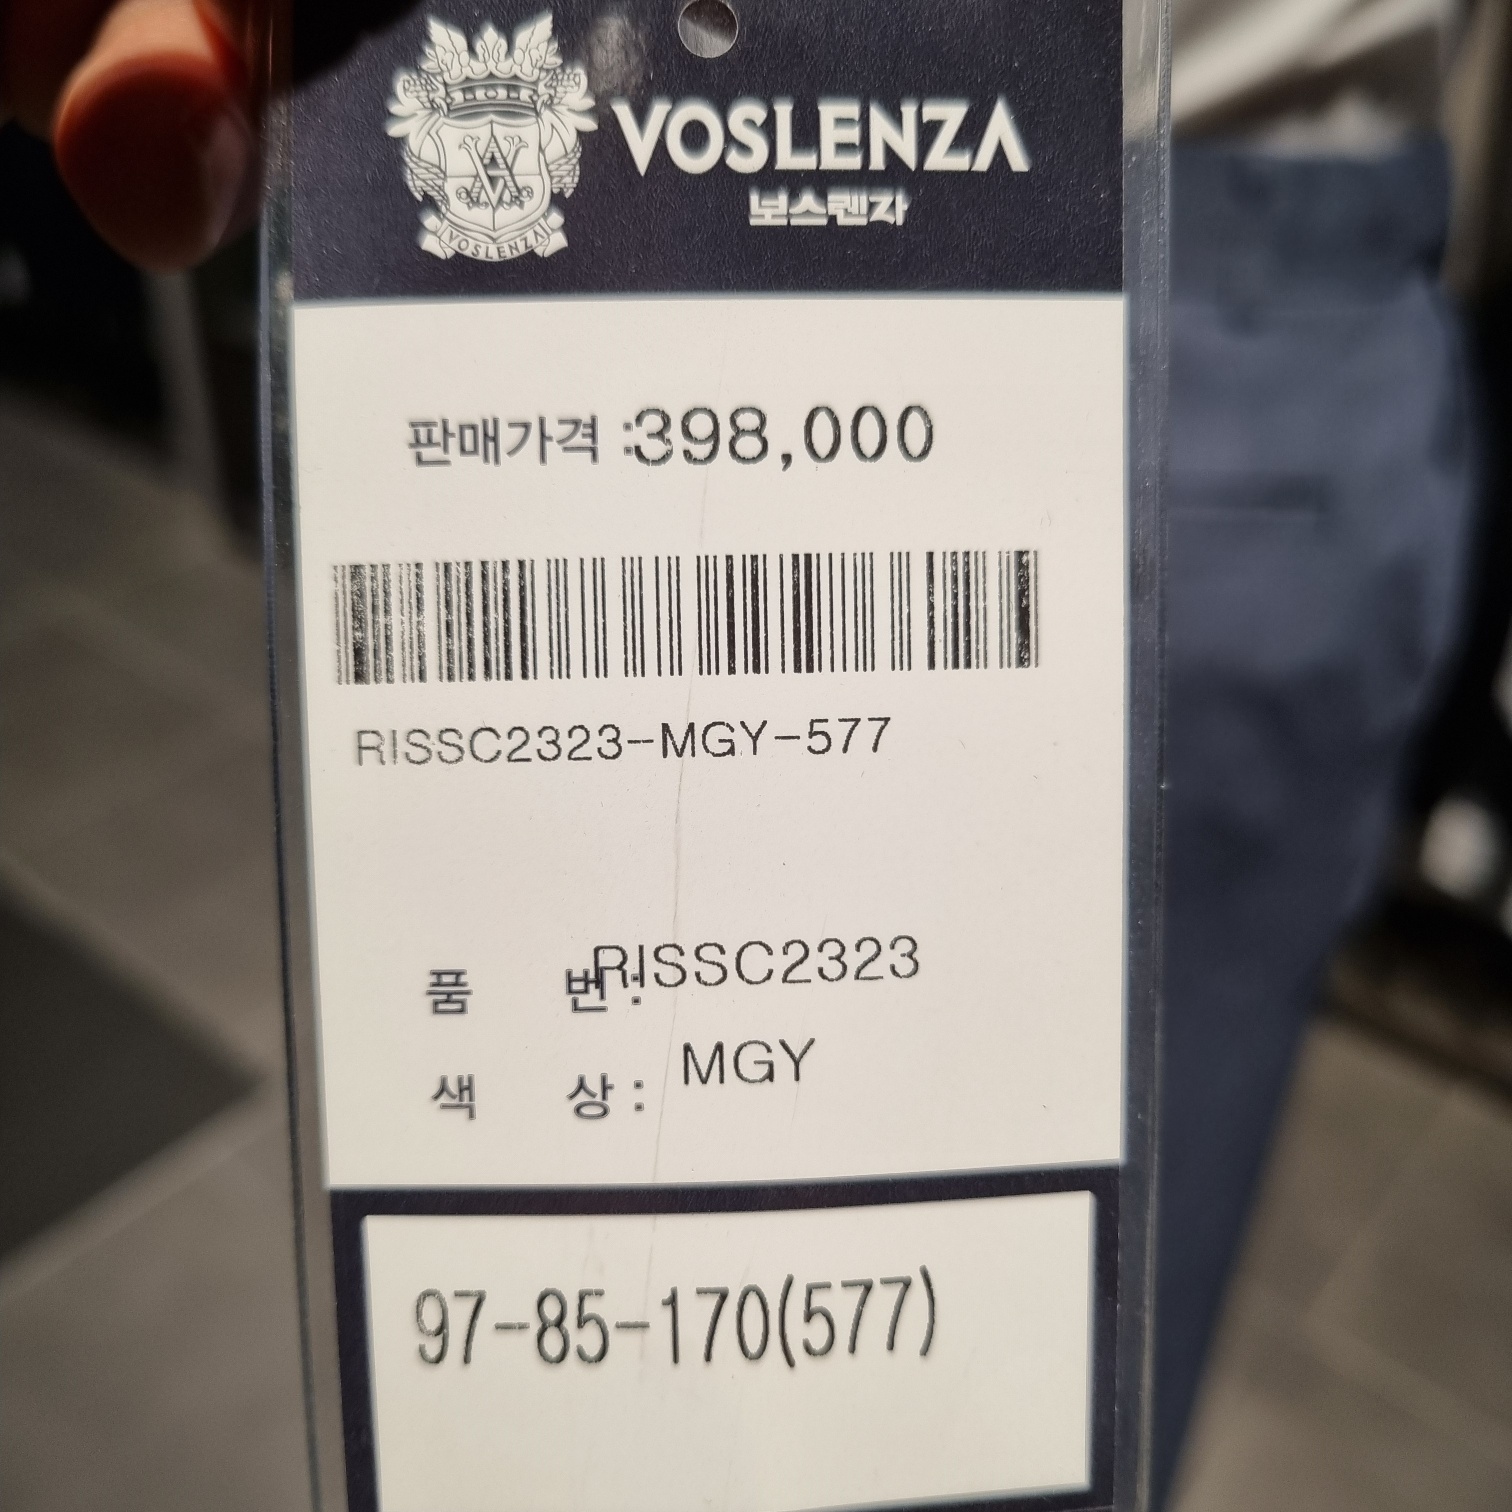 VOSLENZA
보스렌자
VOSLENZA
판매가격 :398,000
RISSC2323-MGY-577
품 번: RISSC2323
색 상: MGY
97-85-170(577)